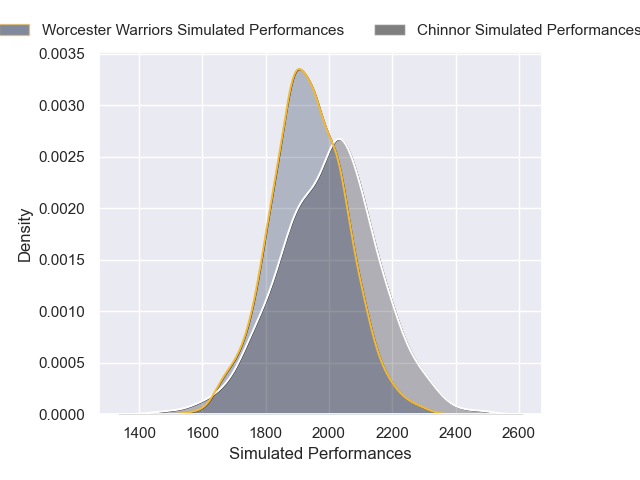 Worcester Warriors Simulated Performances Chinnor Simulated Performances
0.0035
0.0030
0.0025
0.0020
0.0015
0.0010
0.0005
0.0000
Density
1400 1600 1800 2000 2200 2400 2600
Simulated Performances